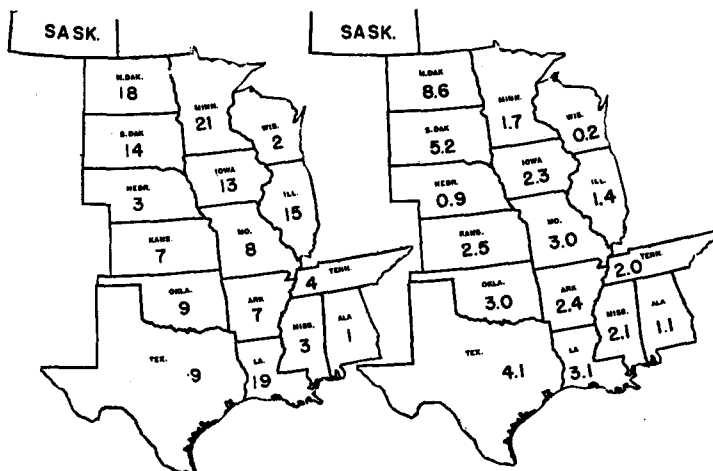 SASK.
N.DAK.
18
MINN.
21
S.DAK
14
WIS.
2
IOWA
13
NEBR.
3
ILL.
15
MO.
8
KANS.
7
TENN.
4
OKLA.
9
ARK
7
MISS.
3
ALA
1
TEX.
9
LA.
19
SASK.
N.DAK
8.6
MINN.
1.7
S.DAK
5.2
WIS.
0.2
IOWA
2.3
NEBR.
0.9
ILL.
1.4
MO.
3.0
KANS.
2.5
TENN.
2.0
OKLA.
3.0
ARK
2.4
MISS.
2.1
ALA
1.1
TEX.
4.1
LA
3.1